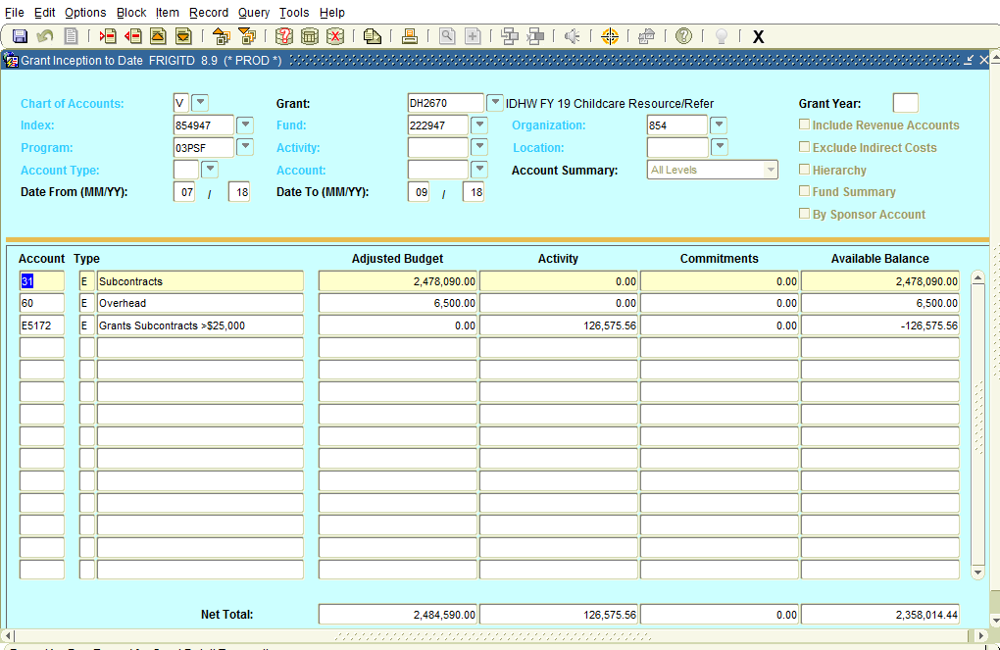 File Edit Options Block Item Record Query Tools Help
X
Grant Inception to Date FRIGITD 8.9 (* PROD *)
Chart of Accounts: V Grant: DH2670 IDHW FY 19 Childcare Resource/Refer Grant Year:
Index: 854947 Fund: 222947 Organization: 854 Include Revenue Accounts
Program: 03PSF Activity: Location: Exclude Indirect Costs
Account Type: Account: Account Summary: All Levels Hierarchy
Date From (MM/YY): 07 / 18 Date To (MM/YY): 09 / 18 Fund Summary
By Sponsor Account
Account Type Adjusted Budget Activity Commitments Available Balance
31 E Subcontracts 2,478,090.00 0.00 0.00 2,478,090.00
60 E Overhead 6,500.00 0.00 0.00 6,500.00
E5172 E Grants Subcontracts >$25,000 0.00 126,575.56 0.00 -126,575.56
Net Total: 2,484,590.00 126,575.56 0.00 2,358,014.44